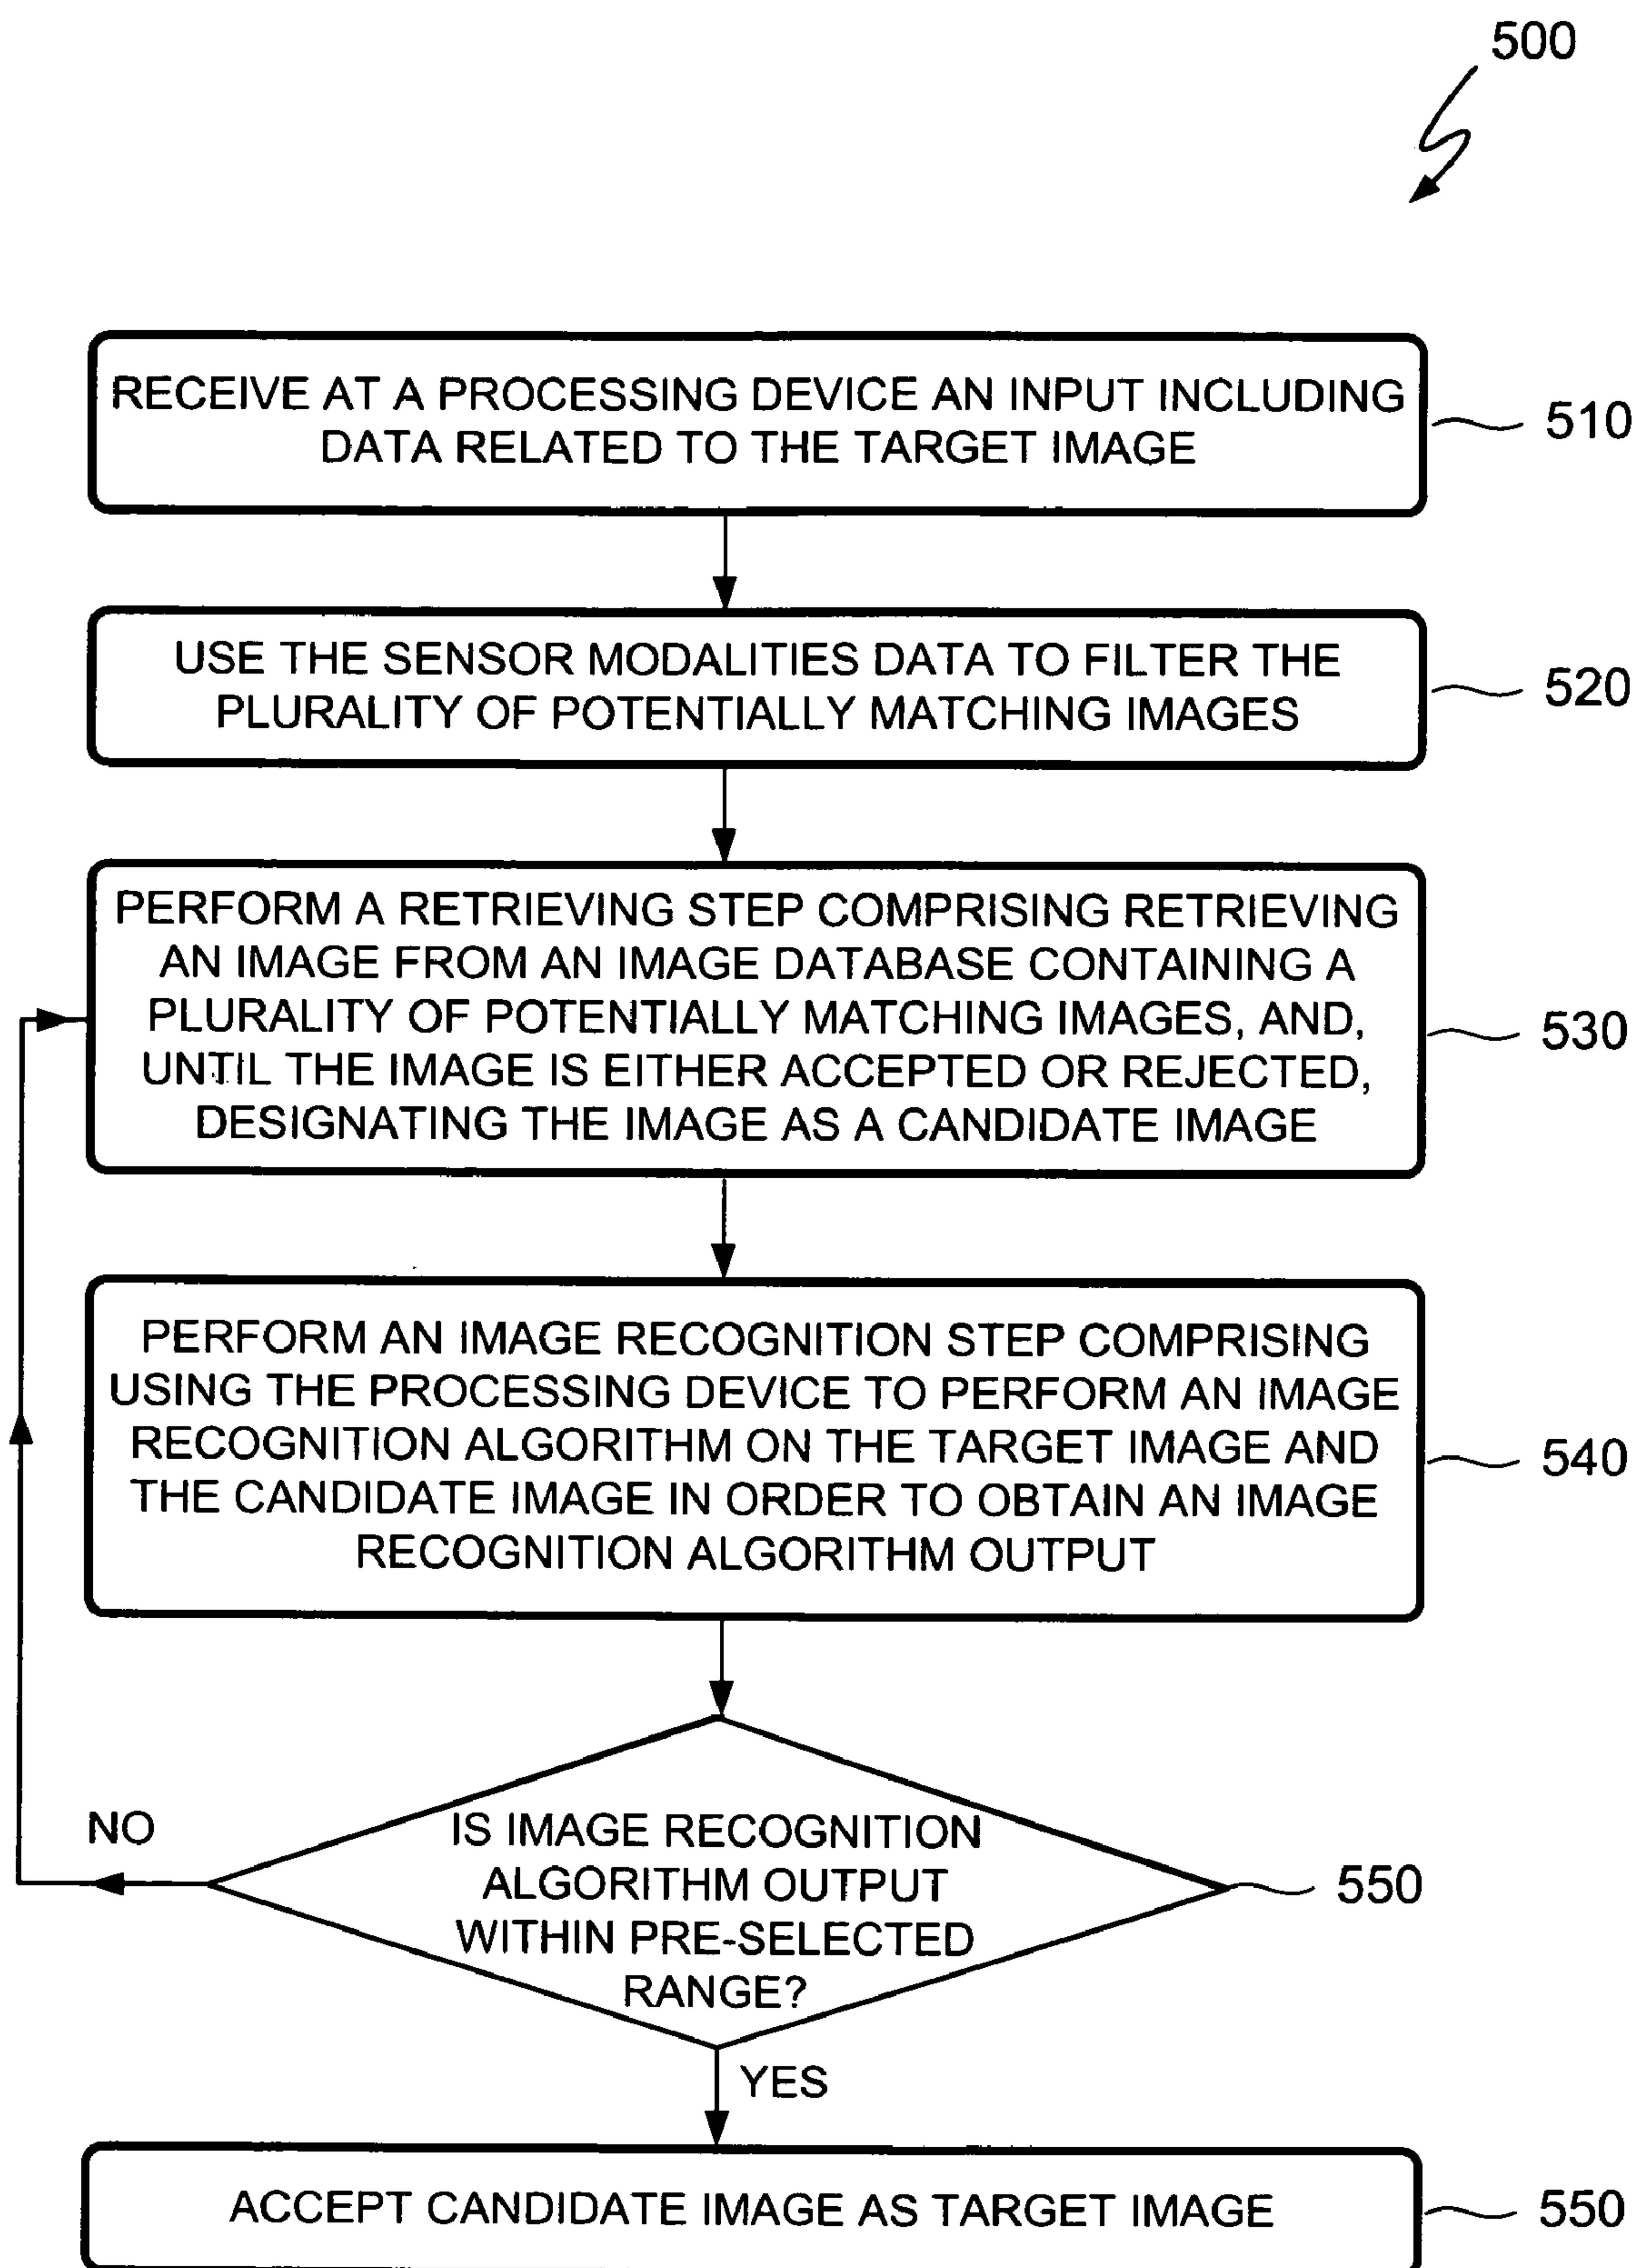 500
RECEIVE AT A PROCESSING DEVICE AN INPUT INCLUDING
DATA RELATED TO THE TARGET IMAGE
510
USE THE SENSOR MODALITIES DATA TO FILTER THE
PLURALITY OF POTENTIALLY MATCHING IMAGES
520
PERFORM A RETRIEVING STEP COMPRISING RETRIEVING
AN IMAGE FROM AN IMAGE DATABASE CONTAINING A
PLURALITY OF POTENTIALLY MATCHING IMAGES, AND,
UNTIL THE IMAGE IS EITHER ACCEPTED OR REJECTED,
DESIGNATING THE IMAGE AS A CANDIDATE IMAGE
530
PERFORM AN IMAGE RECOGNITION STEP COMPRISING
USING THE PROCESSING DEVICE TO PERFORM AN IMAGE
RECOGNITION ALGORITHM ON THE TARGET IMAGE AND
THE CANDIDATE IMAGE IN ORDER TO OBTAIN AN IMAGE
RECOGNITION ALGORITHM OUTPUT
540
NO
IS IMAGE RECOGNITION
ALGORITHM OUTPUT
WITHIN PRE-SELECTED
RANGE?
550
YES
ACCEPT CANDIDATE IMAGE AS TARGET IMAGE
550